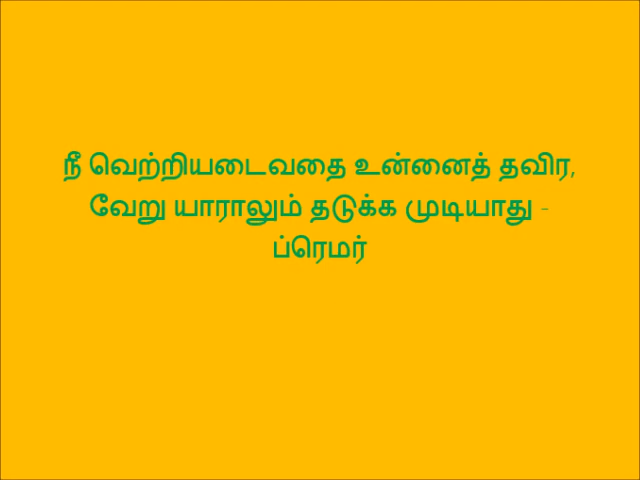 நீ வெற்றியடைவதை உன்னைத் தவிர,
வேறு யாராலும் தடுக்க முடியாது -
ப்ரெமர்